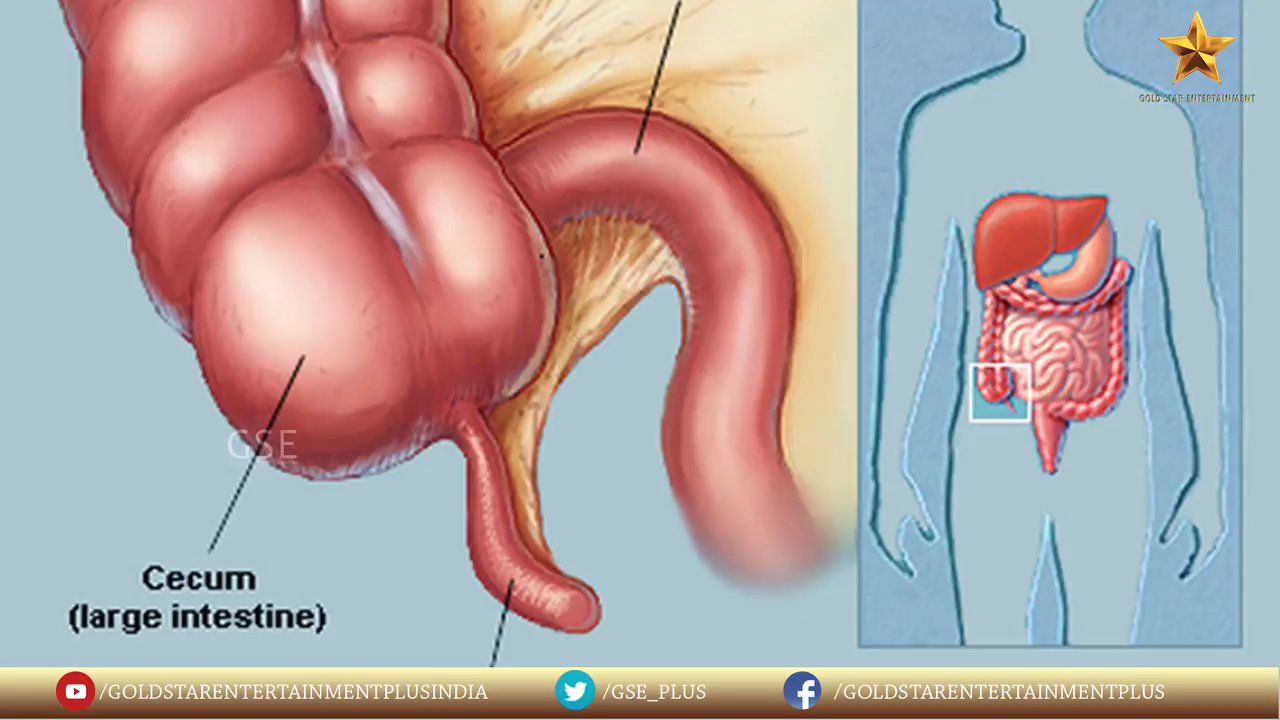 GOLD STAR ENTERTAINMENT
GSE
Cecum
(large intestine)
/GOLDSTARENTERTAINMENTPLUSINDIA
/GSE_PLUS
/GOLDSTARENTERTAINMENTPLUS